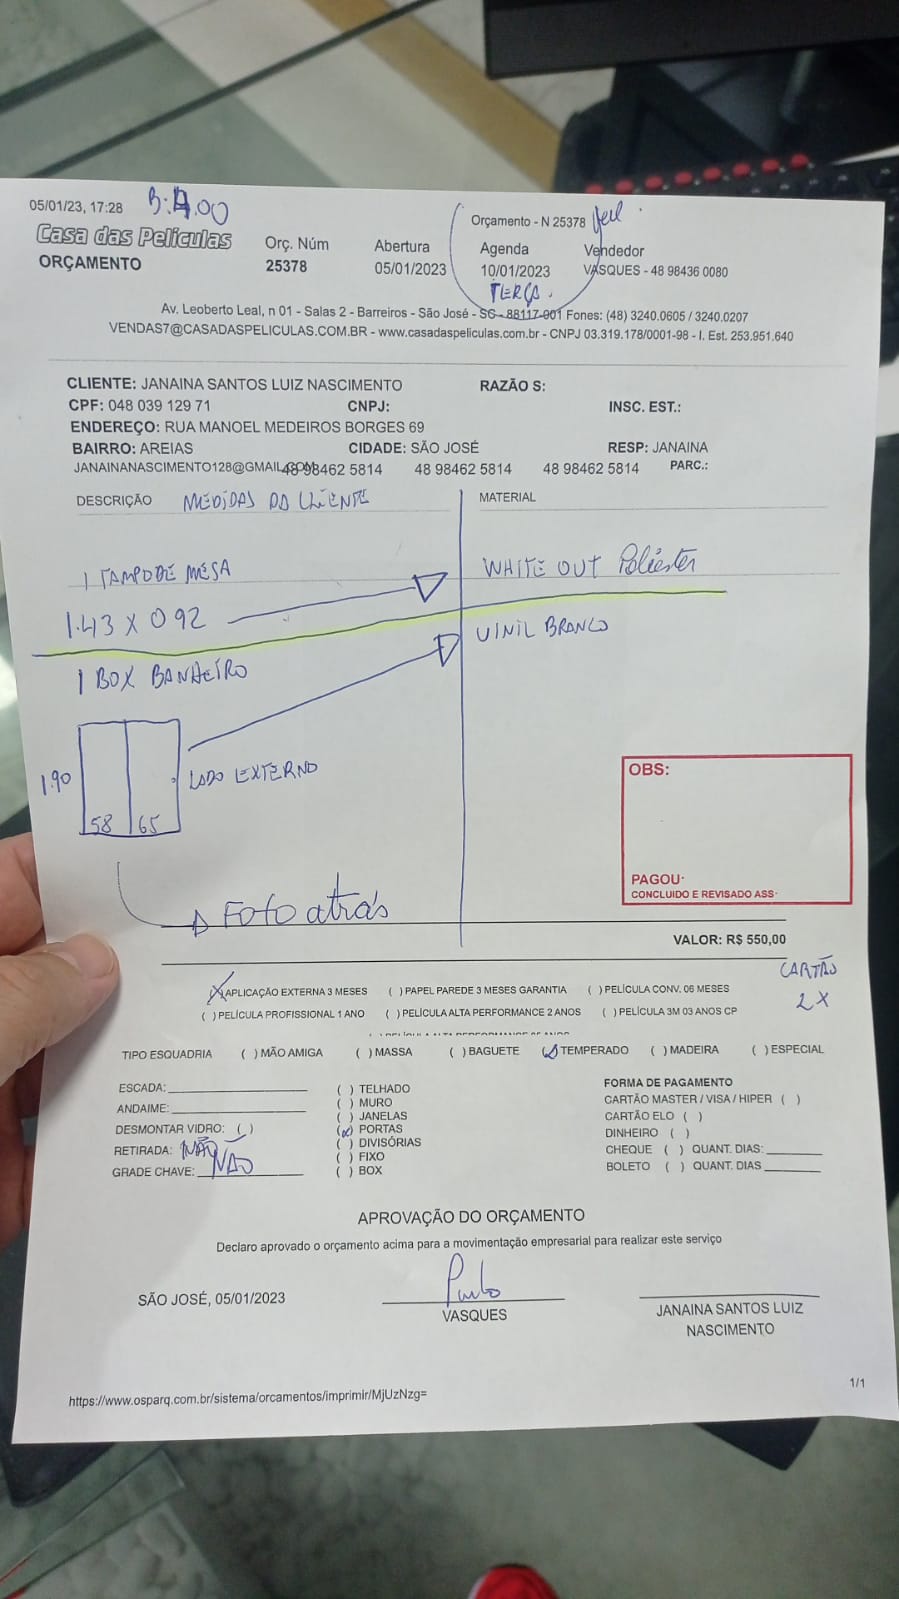 05/01/23, 17:28
Orçamento - N 25378
Casa das Películas
ORÇAMENTO
Orç. Núm
25378
Abertura
05/01/2023
Agenda
10/01/2023
TERÇA.
Vendedor
VASQUES - 48 98436 0080
Av. Leoberto Leal, n 01 - Salas 2 - Barreiros - São José - SC - 88117-001 Fones: (48) 3240.0605 / 3240.0207
VENDAS7@CASADASPELICULAS.COM.BR - www.casadaspeliculas.com.br - CNPJ 03.319.178/0001-98 - I. Est. 253.951.640
CLIENTE: JANAINA SANTOS LUIZ NASCIMENTO RAZÃO S:
CPF: 048 039 129 71 CNPJ: INSC. EST.:
ENDEREÇO: RUA MANOEL MEDEIROS BORGES 69
BAIRRO: AREIAS CIDADE: SÃO JOSÉ RESP: JANAINA
JANAINANASCIMENTO128@GMAIL.COM 48 98462 5814 48 98462 5814 48 98462 5814 PARC.:
DESCRIÇÃO MEDIDAS DO CLIENTE MATERIAL
1 TAMPO DE MESA WHITE OUT Poliéster
1.43 X 0 92
VINIL BRANCO
1 BOX BANHEIRO
1.90
58 65
LADO EXTERNO
Foto atrás
OBS:
PAGOU:
CONCLUIDO E REVISADO ASS:
VALOR: R$ 550,00
CARTÃO
2 X
(X) APLICAÇÃO EXTERNA 3 MESES ( ) PAPEL PAREDE 3 MESES GARANTIA ( ) PELÍCULA CONV. 06 MESES
( ) PELÍCULA PROFISSIONAL 1 ANO ( ) PELÍCULA ALTA PERFORMANCE 2 ANOS ( ) PELÍCULA 3M 03 ANOS CP
TIPO ESQUADRIA ( ) MÃO AMIGA ( ) MASSA ( ) BAGUETE (X) TEMPERADO ( ) MADEIRA ( ) ESPECIAL
ESCADA:
ANDAIME:
DESMONTAR VIDRO: ( )
RETIRADA: NÃO
GRADE CHAVE: NÃO
( ) TELHADO
( ) MURO
( ) JANELAS
(X) PORTAS
( ) DIVISÓRIAS
( ) FIXO
( ) BOX
FORMA DE PAGAMENTO
CARTÃO MASTER / VISA / HIPER ( )
CARTÃO ELO ( )
DINHEIRO ( )
CHEQUE ( ) QUANT. DIAS:
BOLETO ( ) QUANT. DIAS
APROVAÇÃO DO ORÇAMENTO
Declaro aprovado o orçamento acima para a movimentação empresarial para realizar este serviço
SÃO JOSÉ, 05/01/2023
VASQUES
JANAINA SANTOS LUIZ
NASCIMENTO
1/1
https://www.osparq.com.br/sistema/orcamentos/imprimir/MjUzNzg=